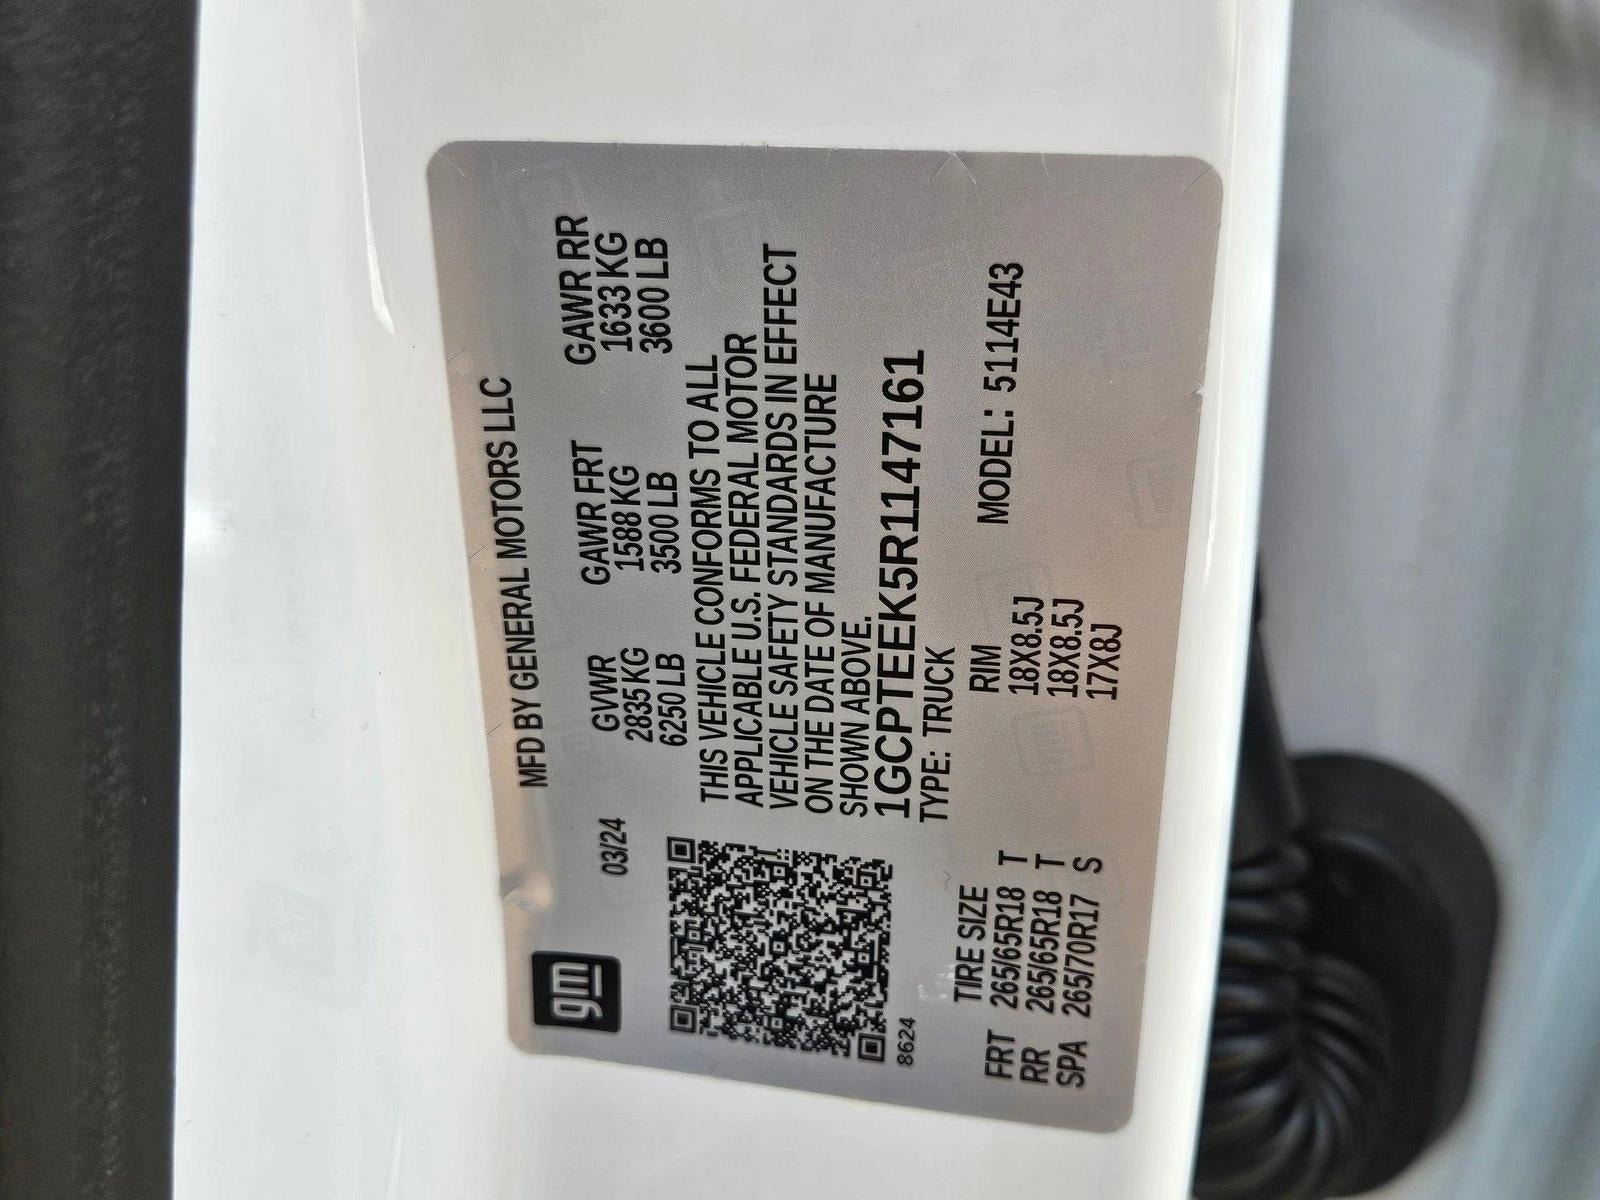 gm
MFD BY GENERAL MOTORS LLC
03/24
GVWR GAWR FRT GAWR RR
2835 KG 1588 KG 1633 KG
6250 LB 3500 LB 3600 LB
THIS VEHICLE CONFORMS TO ALL
APPLICABLE U.S. FEDERAL MOTOR
VEHICLE SAFETY STANDARDS IN EFFECT
ON THE DATE OF MANUFACTURE
SHOWN ABOVE.
1GCPTEEK5R1147161
8624
TYPE: TRUCK
MODEL: 5114E43
TIRE SIZE RIM
FRT 265/65R18 T 18X8.5J
RR 265/65R18 T 18X8.5J
SPA 265/70R17 S 17X8J